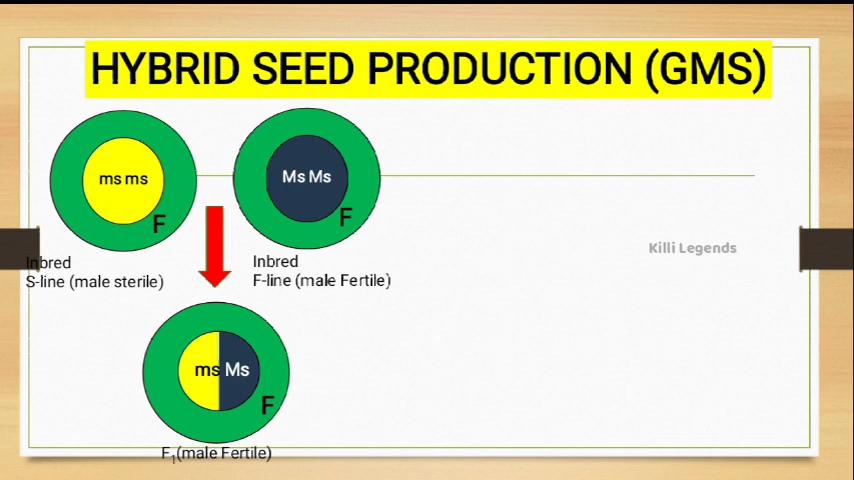 HYBRID SEED PRODUCTION (GMS)
ms ms
F
Ms Ms
F
Inbred
S-line (male sterile)
Inbred
F-line (male Fertile)
Killi Legends
ms Ms
F
F₁(male Fertile)